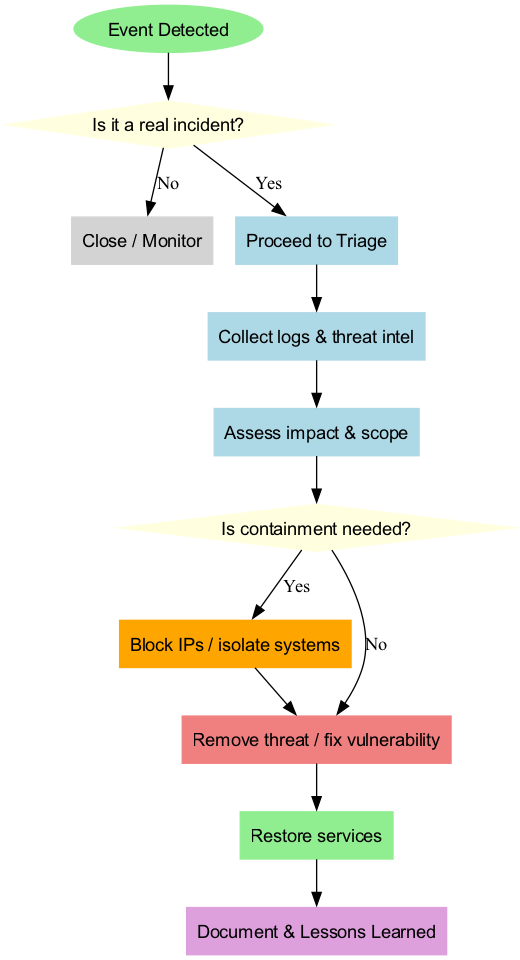 Event Detected
Is it a real incident?
No
Yes
Close / Monitor
Proceed to Triage
Collect logs & threat intel
Assess impact & scope
Is containment needed?
Yes
Block IPs / isolate systems
No
Remove threat / fix vulnerability
Restore services
Document & Lessons Learned